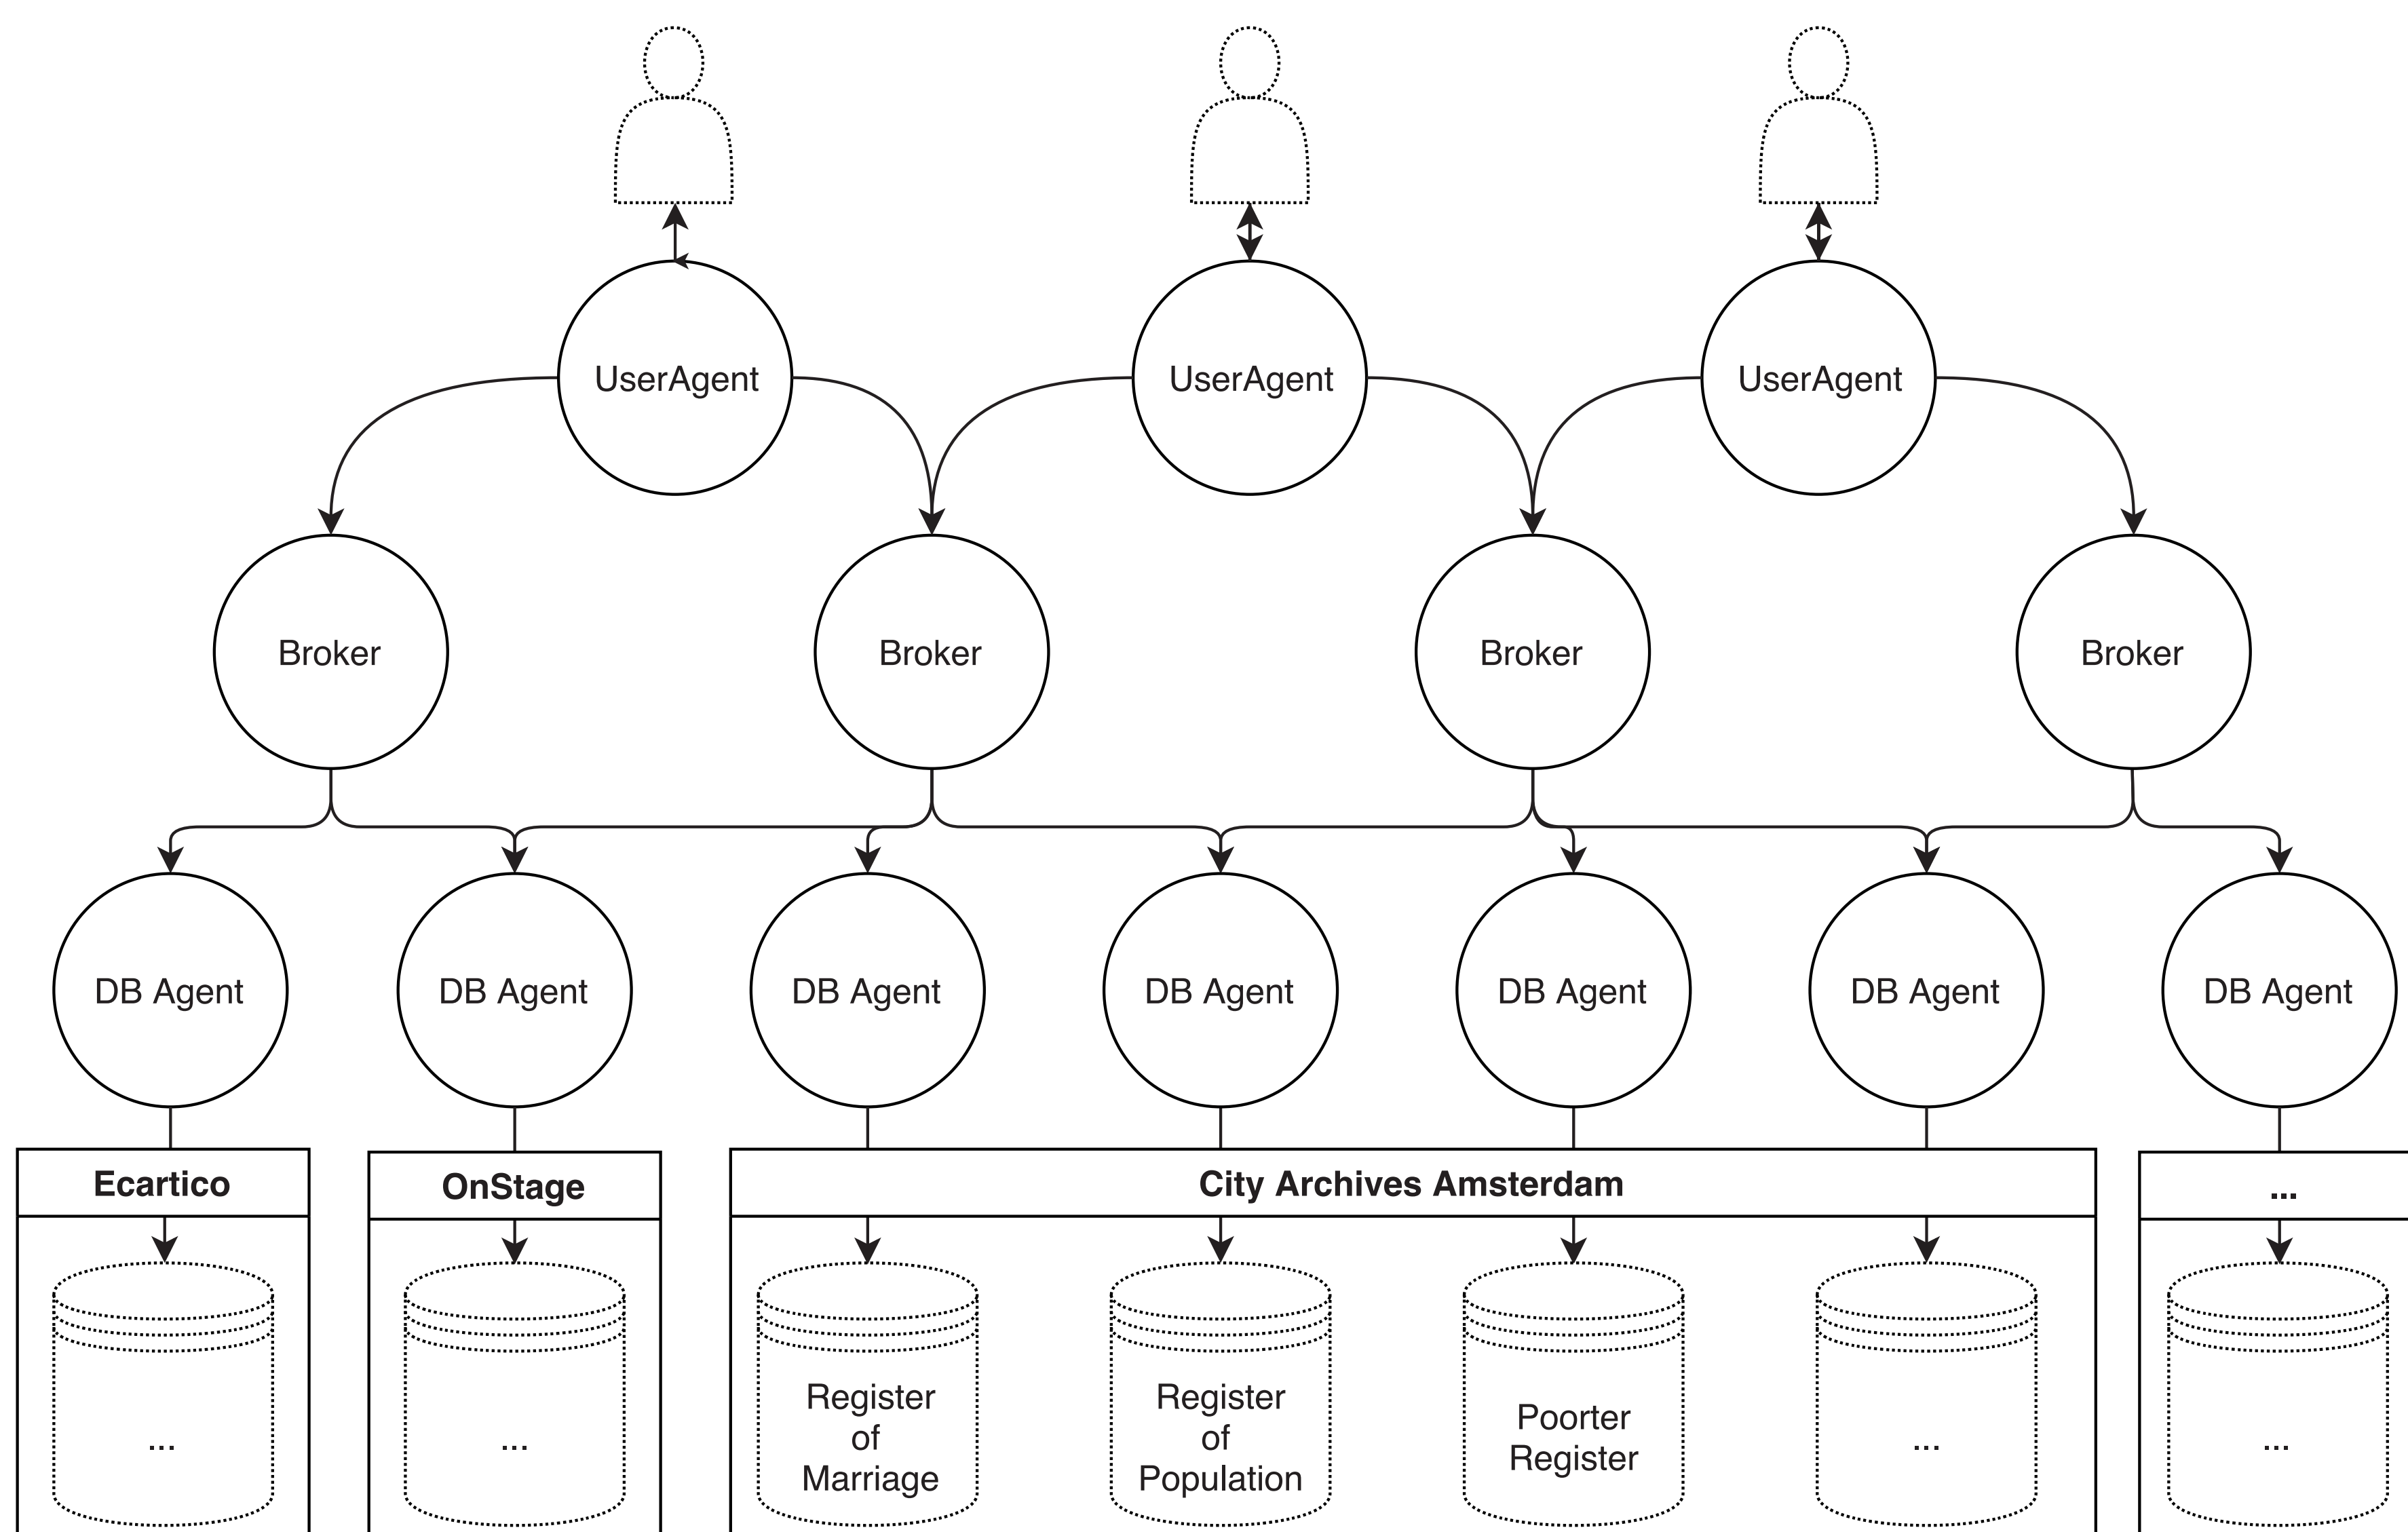 UserAgent
UserAgent
UserAgent
Broker
Broker
Broker
Broker
DB Agent
DB Agent
DB Agent
DB Agent
DB Agent
DB Agent
DB Agent
Ecartico
OnStage
City Archives Amsterdam
...
...
...
Register
of
Marriage
Register
of
Population
Poorter
Register
...
...